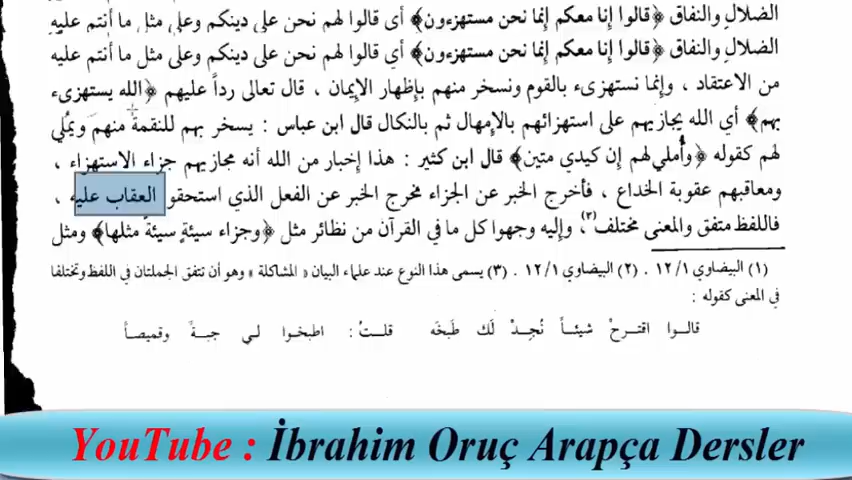 الضلال والنفاق ﴿قالوا إنا معكم إنما نحن مستهزءون﴾ أى قالوا لهم نحن على دينكم وعلى مثل ما أنتم عليه
الضلال والنفاق ﴿قالوا إنا معكم إنما نحن مستهزءون﴾ أي قالوا لهم نحن على دينكم وعلى مثل ما أنتم عليه
من الاعتقاد ، وإنما نستهزىء بالقوم ونسخر منهم بإظهار الإيمان ، قال تعالى رداً عليهم ﴿الله يستهزىء
بهم﴾ أي الله يجازيهم على استهزائهم بالإمهال ثم بالنكال قال ابن عباس : يسخر بهم للنقمة منهم ويُملي
لهم كقوله ﴿وأملي لهم إن كيدي متين﴾ قال ابن كثير : هذا إخبار من الله أنه مجازيهم جزاء الاستهزاء ،
ومعاقبهم عقوبة الخداع ، فأخرج الخبر عن الجزاء مخرج الخبر عن الفعل الذي استحقوا العقاب عليه ،
فاللفظ متفق والمعنى مختلف(٣)، وإليه وجهوا كل ما في القرآن من نظائر مثل ﴿وجزاء سيئةٍ سيئةٌ مثلها﴾ ومثل
(١) البيضاوي ١/ ١٢ . (٢) البيضاوي ١/ ١٢ . (٣) يسمى هذا النوع عند علماء البيان «المشاكلة» وهو أن تتفق الجملتان في اللفظ وتختلفا
في المعنى كقوله :
قالوا اقترحْ شيئاً نُجِدْ لَك طَبخَه قلتُ : اطبخوا لي جبةً وقميصاً
YouTube : İbrahim Oruç Arapça Dersler